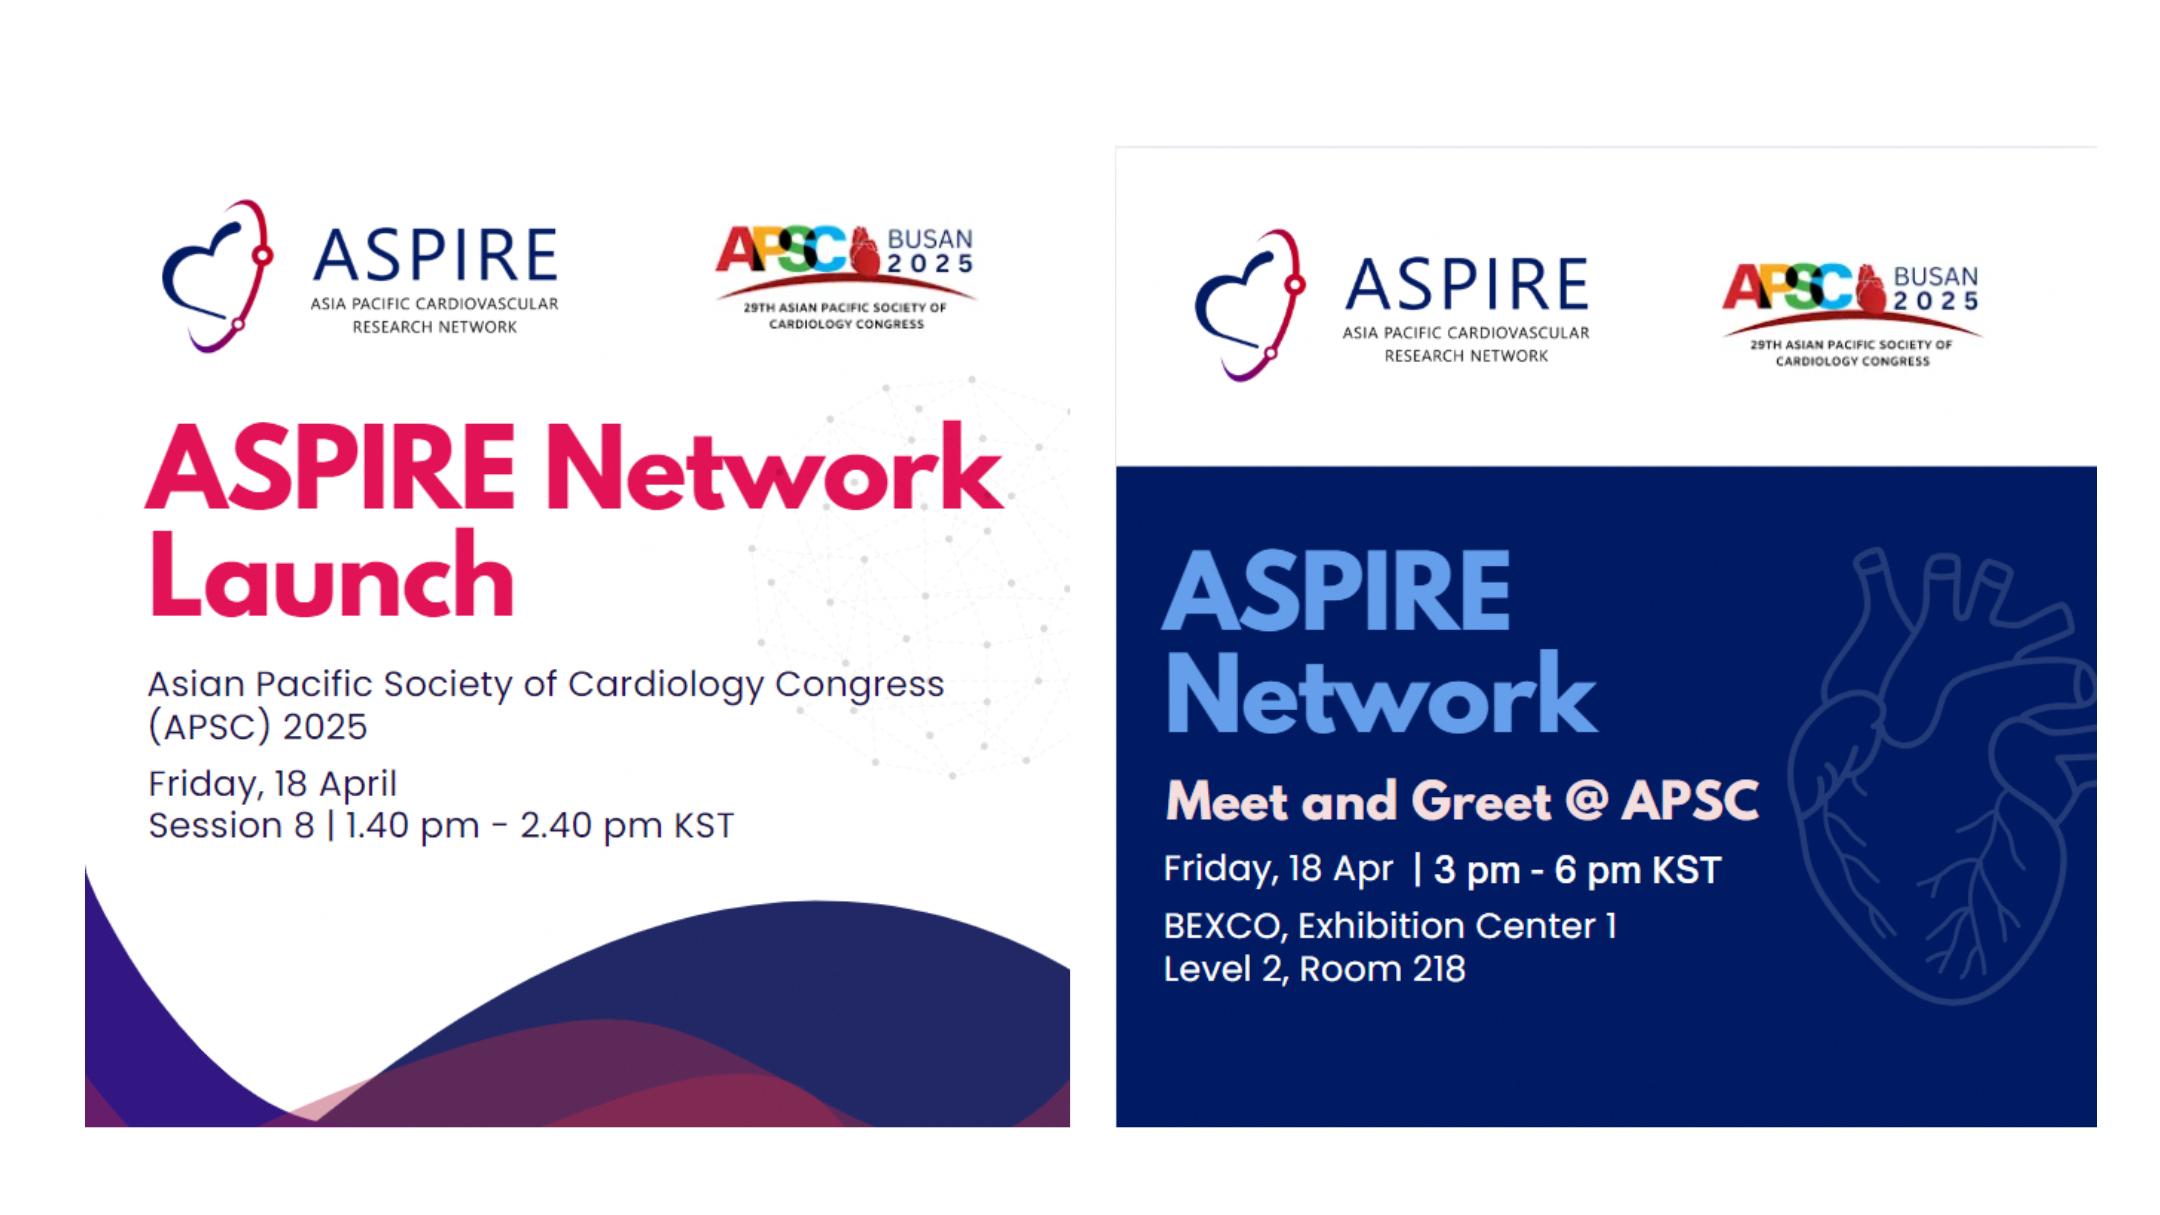 ASPIRE
ASIA PACIFIC CARDIOVASCULAR
RESEARCH NETWORK
APSC BUSAN
2025
29TH ASIAN PACIFIC SOCIETY OF
CARDIOLOGY CONGRESS
ASPIRE Network
Launch
Asian Pacific Society of Cardiology Congress
(APSC) 2025
Friday, 18 April
Session 8 | 1.40 pm - 2.40 pm KST
ASPIRE
ASIA PACIFIC CARDIOVASCULAR
RESEARCH NETWORK
APSC BUSAN
2025
29TH ASIAN PACIFIC SOCIETY OF
CARDIOLOGY CONGRESS
ASPIRE
Network
Meet and Greet @ APSC
Friday, 18 Apr | 3 pm - 6 pm KST
BEXCO, Exhibition Center 1
Level 2, Room 218